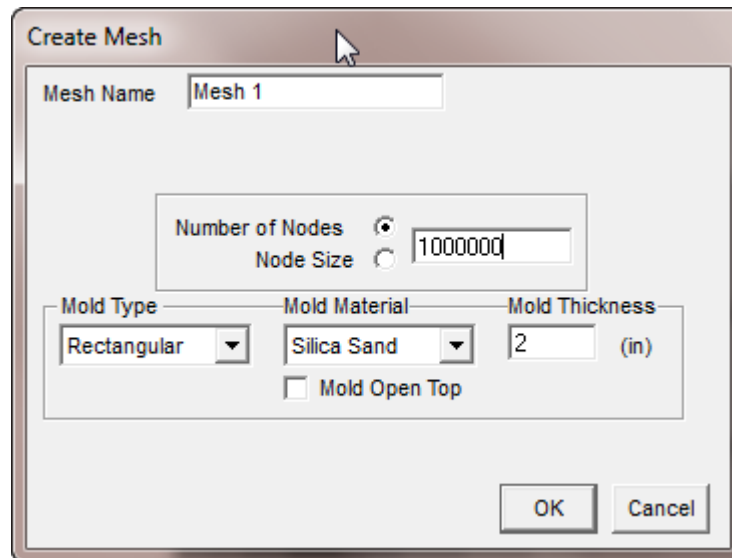 Create Mesh
Mesh Name Mesh 1
Number of Nodes 1000000
Node Size
Mold Type Mold Material Mold Thickness
Rectangular Silica Sand 2 (in)
Mold Open Top
OK Cancel